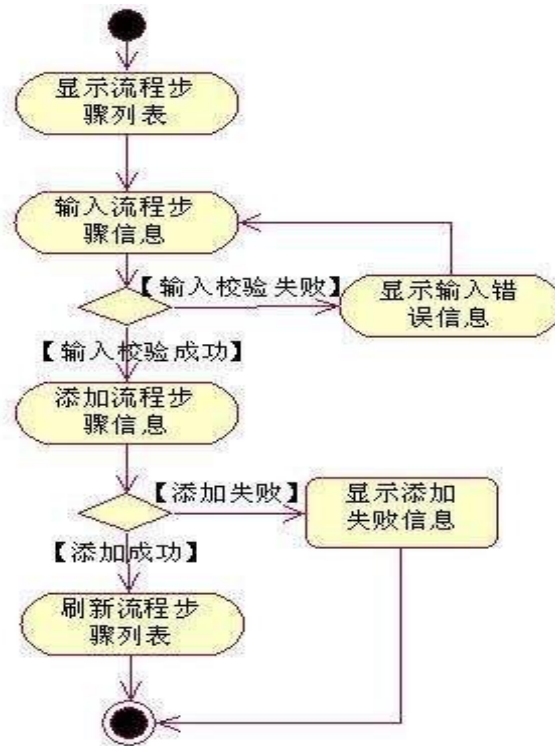 显示流程步
骤列表
输入流程步
骤信息
【输入校验失败】
显示输入错
误信息
【输入校验成功】
添加流程步
骤信息
【添加失败】
显示添加
失败信息
【添加成功】
刷新流程步
骤列表